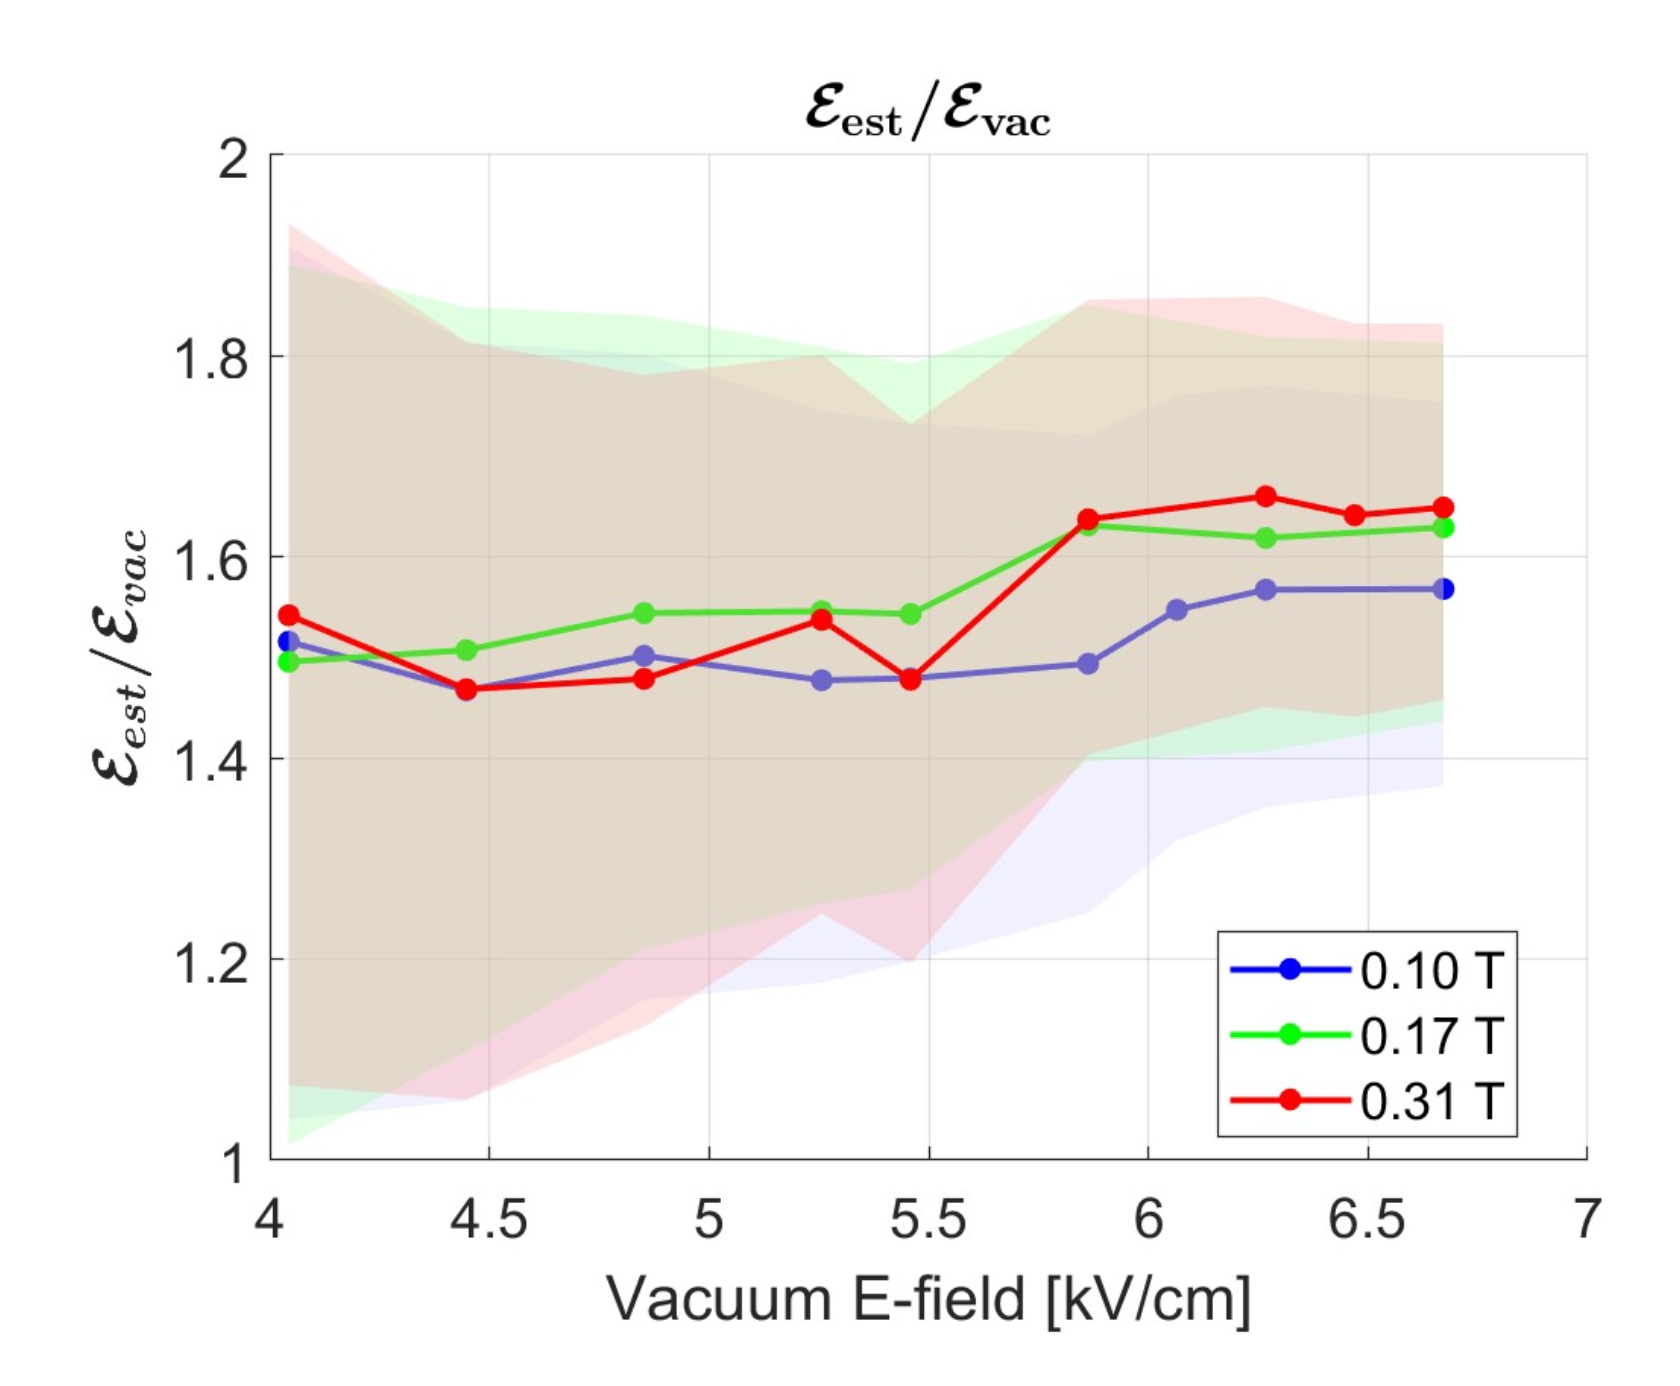 ℰest/ℰvac
2
1.8
1.6
1.4
1.2
1
ℰest/ℰvac
4 4.5 5 5.5 6 6.5 7
Vacuum E-field [kV/cm]
0.10 T
0.17 T
0.31 T